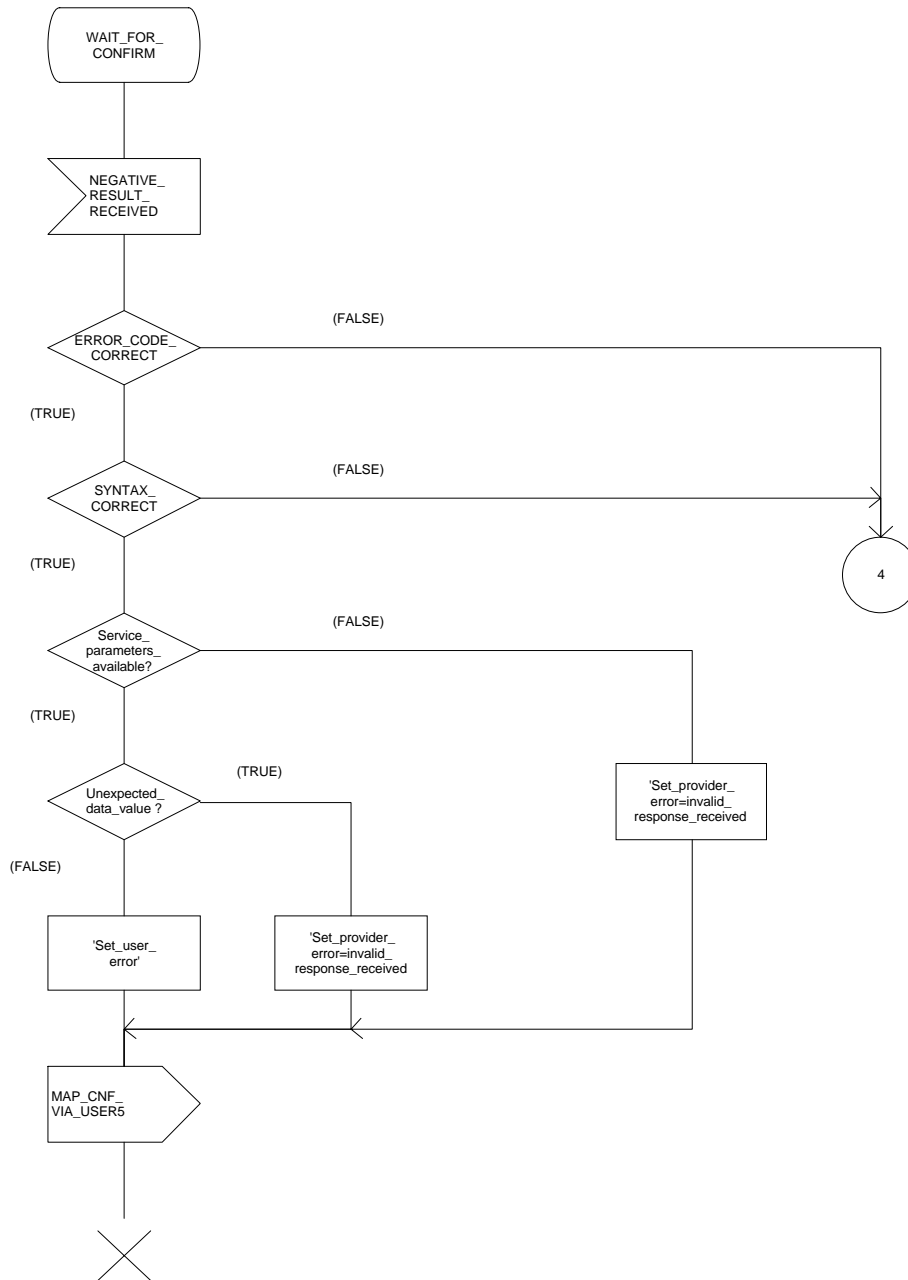 WAIT_FOR_
CONFIRM
NEGATIVE_
RESULT_
RECEIVED
(FALSE)
ERROR_CODE_
CORRECT
(TRUE)
(FALSE)
SYNTAX_
CORRECT
(TRUE)
4
(FALSE)
Service_
parameters_
available?
(TRUE)
(TRUE)
Unexpected_
data_value ?
'Set_provider_
error=invalid_
response_received
(FALSE)
'Set_user_
error'
'Set_provider_
error=invalid_
response_received
MAP_CNF_
VIA_USER5